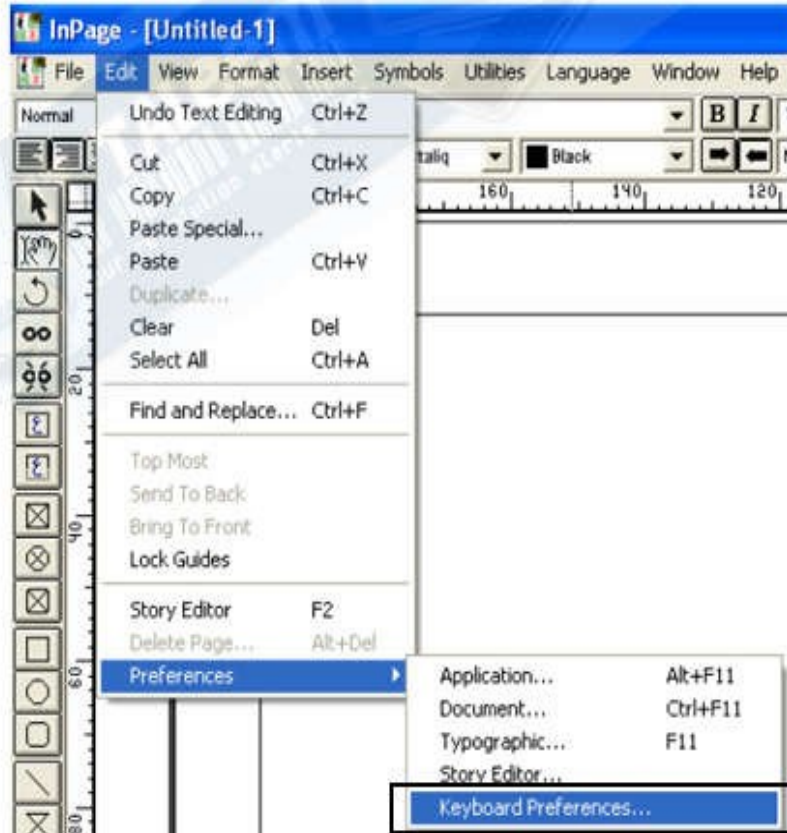 InPage - [Untitled-1]
File Edit View Format Insert Symbols Utilities Language Window Help
Normal
B I
Undo Text Editing Ctrl+Z
Cut Ctrl+X
Black
Copy Ctrl+C
160 140 120
Paste Special...
Paste Ctrl+V
Duplicate...
Clear Del
Select All Ctrl+A
20
Find and Replace... Ctrl+F
Top Most
Send To Back
Bring To Front
40
Lock Guides
Story Editor F2
Delete Page... Alt+Del
Preferences
60
Application... Alt+F11
Document... Ctrl+F11
Typographic... F11
Story Editor...
Keyboard Preferences...
80